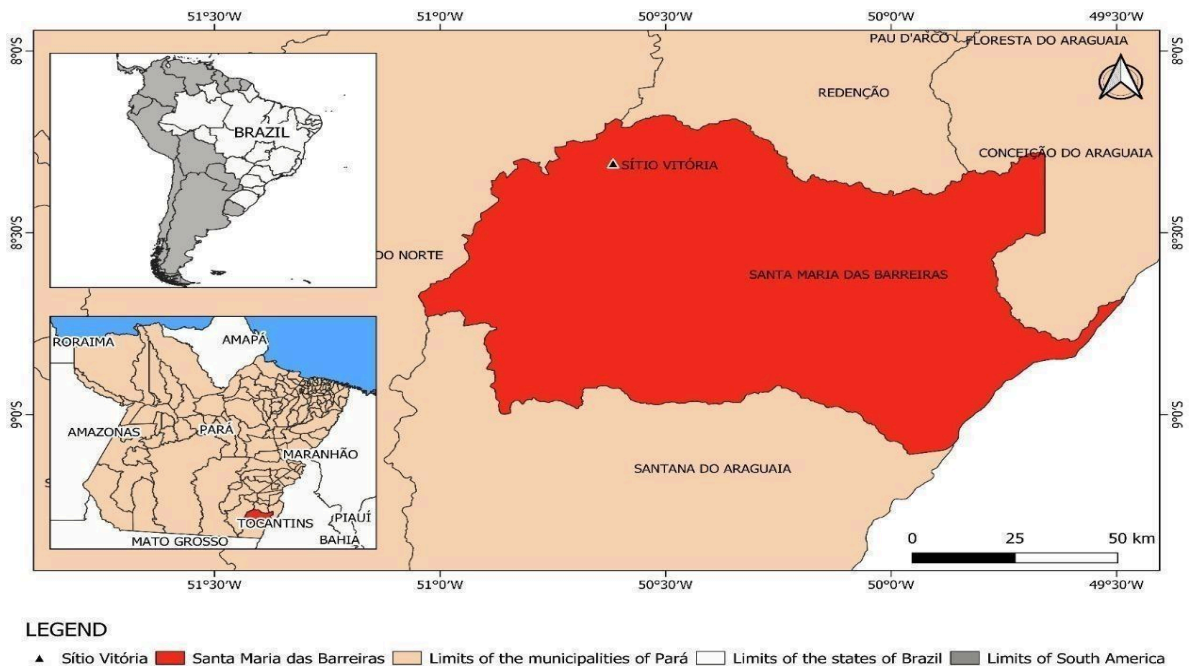 51°30'W 51°0'W 50°30'W 50°0'W 49°30'W
8°0'S
8°0'S
PAU D'ARCO
FLORESTA DO ARAGUAIA
REDENÇÃO
BRAZIL
CONCEIÇÃO DO ARAGUAIA
SÍTIO VITÓRIA
8°30'S
8°30'S
DO NORTE
SANTA MARIA DAS BARREIRAS
RORAIMA
AMAPÁ
9°0'S
9°0'S
AMAZONAS
PARÁ
MARANHÃO
SANTANA DO ARAGUAIA
S
TOCANTINS
PIAUÍ
MATO GROSSO
BAHIA
0 25 50 km
51°30'W 51°0'W 50°30'W 50°0'W 49°30'W
LEGEND
Sítio Vitória Santa Maria das Barreiras Limits of the municipalities of Pará Limits of the states of Brazil Limits of South America